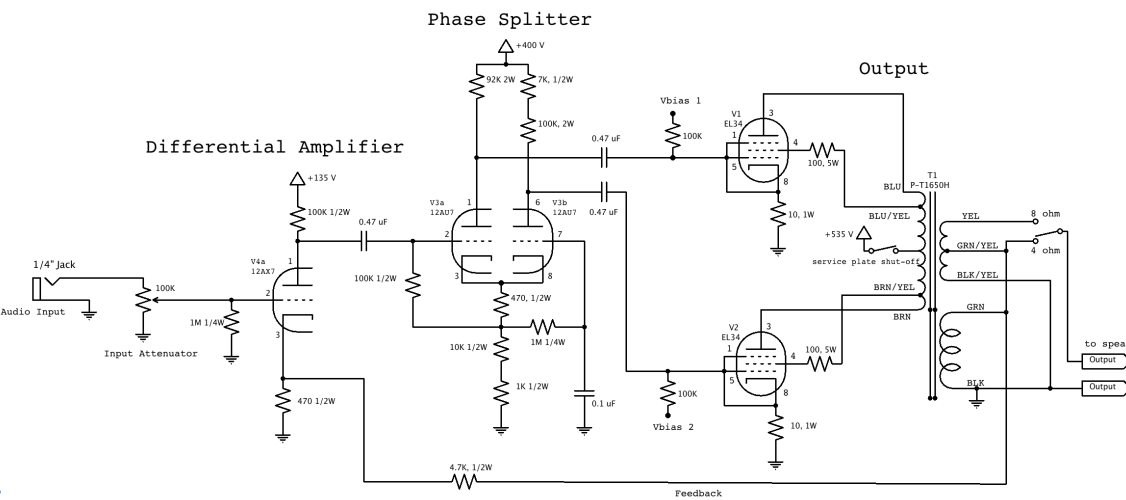 Phase Splitter
+400 V
Output
92K 2W
7K, 1/2W
100K, 2W
Differential Amplifier
+135 V
100K 1/2W
0.47 uF
0.47 uF
0.47 uF
Vbias 1
100K
V1
EL34
3
1
5
4
8
100, 5W
10, 1W
T1
P-T1650H
BLU
BLU/YEL
+535 V
service plate shut-off
BRN/YEL
BRN
YEL
GRN/YEL
BLK/YEL
GRN
BLK
8 ohm
4 ohm
to spea
Output
Output
V3a
12AU7
1
2
3
V3b
12AU7
6
7
8
V4a
12AX7
1
2
3
1/4" Jack
Audio Input
100K
Input Attenuator
1M 1/4W
100K 1/2W
470, 1/2W
10K 1/2W
1M 1/4W
1K 1/2W
0.1 uF
470 1/2W
V2
EL34
3
1
5
4
8
100, 5W
100K
Vbias 2
10, 1W
4.7K, 1/2W
Feedback